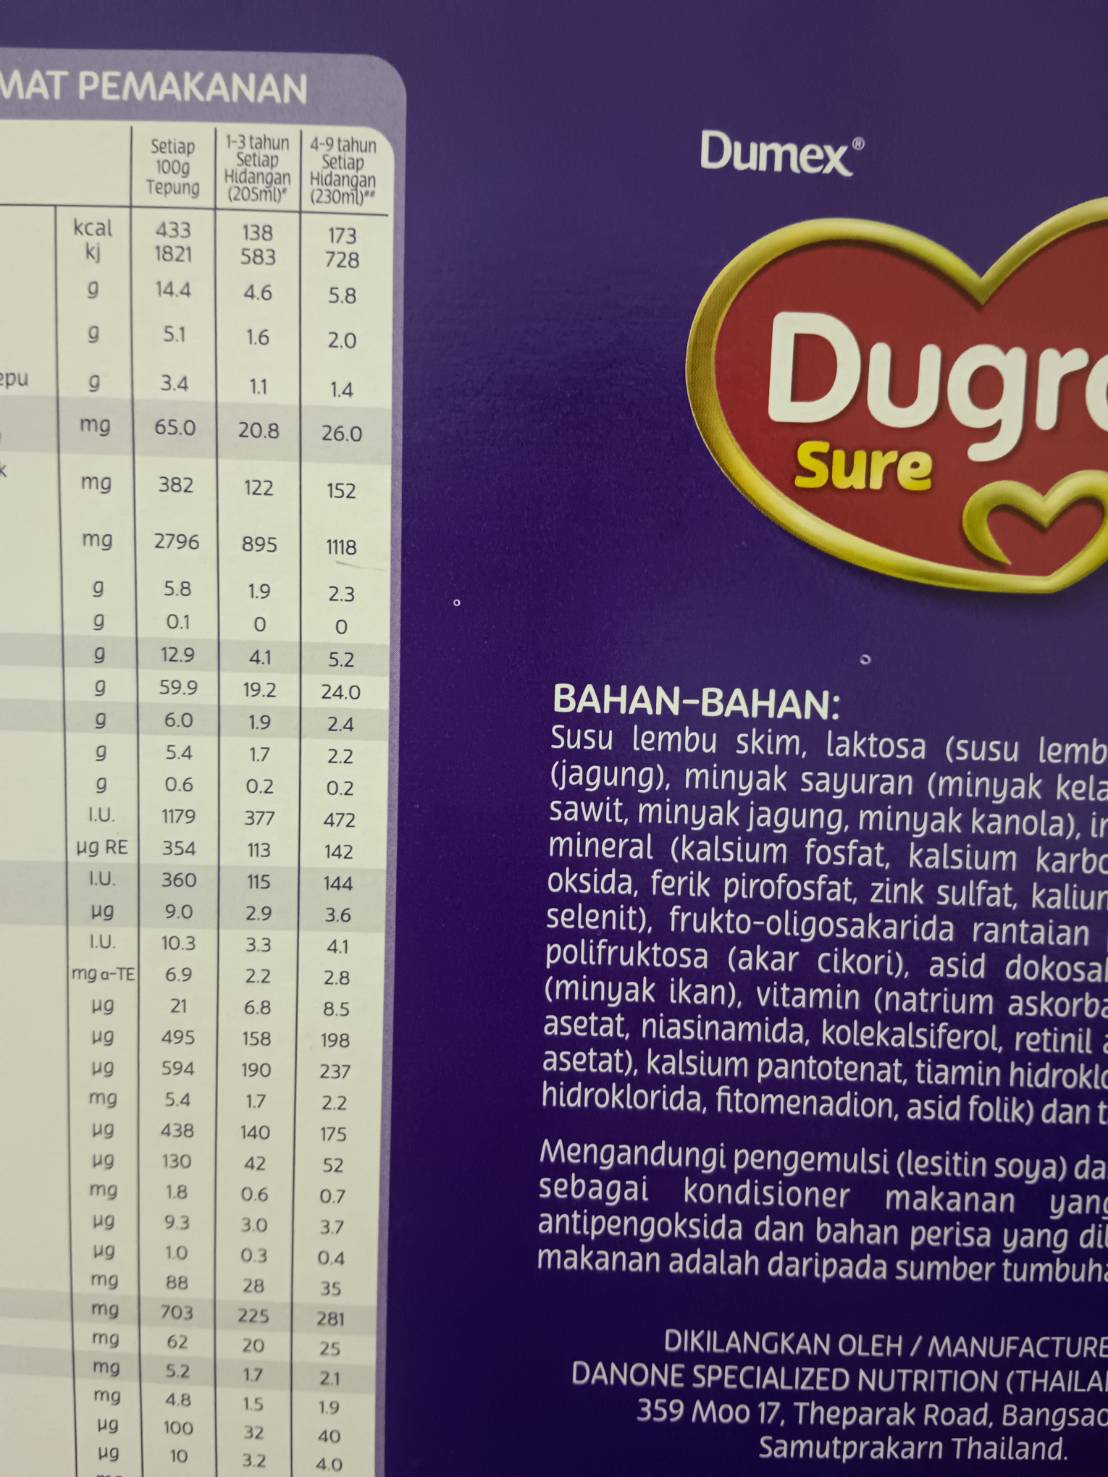 MAT PEMAKANAN
Setiap 100g Tepung
1-3 tahun Setiap Hidangan (205ml)*
4-9 tahun Setiap Hidangan (230ml)**
kcal 433 138 173
kj 1821 583 728
g 14.4 4.6 5.8
g 5.1 1.6 2.0
epu g 3.4 1.1 1.4
mg 65.0 20.8 26.0
k mg 382 122 152
mg 2796 895 1118
g 5.8 1.9 2.3
g 0.1 0 0
g 12.9 4.1 5.2
g 59.9 19.2 24.0
g 6.0 1.9 2.4
g 5.4 1.7 2.2
g 0.6 0.2 0.2
I.U. 1179 377 472
µg RE 354 113 142
I.U. 360 115 144
µg 9.0 2.9 3.6
I.U. 10.3 3.3 4.1
mg α-TE 6.9 2.2 2.8
µg 21 6.8 8.5
µg 495 158 198
µg 594 190 237
mg 5.4 1.7 2.2
µg 438 140 175
µg 130 42 52
mg 1.8 0.6 0.7
µg 9.3 3.0 3.7
µg 1.0 0.3 0.4
mg 88 28 35
mg 703 225 281
mg 62 20 25
mg 5.2 1.7 2.1
mg 4.8 1.5 1.9
µg 100 32 40
µg 10 3.2 4.0
Dumex®
Dugro
Sure
BAHAN-BAHAN:
Susu lembu skim, laktosa (susu lemb
(jagung), minyak sayuran (minyak kela
sawit, minyak jagung, minyak kanola), in
mineral (kalsium fosfat, kalsium karbo
oksida, ferik pirofosfat, zink sulfat, kalium
selenit), frukto-oligosakarida rantaian
polifruktosa (akar cikori), asid dokosa
(minyak ikan), vitamin (natrium askorba
asetat, niasinamida, kolekalsiferol, retinil a
asetat), kalsium pantotenat, tiamin hidroklo
hidroklorida, fitomenadion, asid folik) dan t
Mengandungi pengemulsi (lesitin soya) da
sebagai kondisioner makanan yang
antipengoksida dan bahan perisa yang di
makanan adalah daripada sumber tumbuha
DIKILANGKAN OLEH / MANUFACTURE
DANONE SPECIALIZED NUTRITION (THAILA
359 Moo 17, Theparak Road, Bangsao
Samutprakarn Thailand.